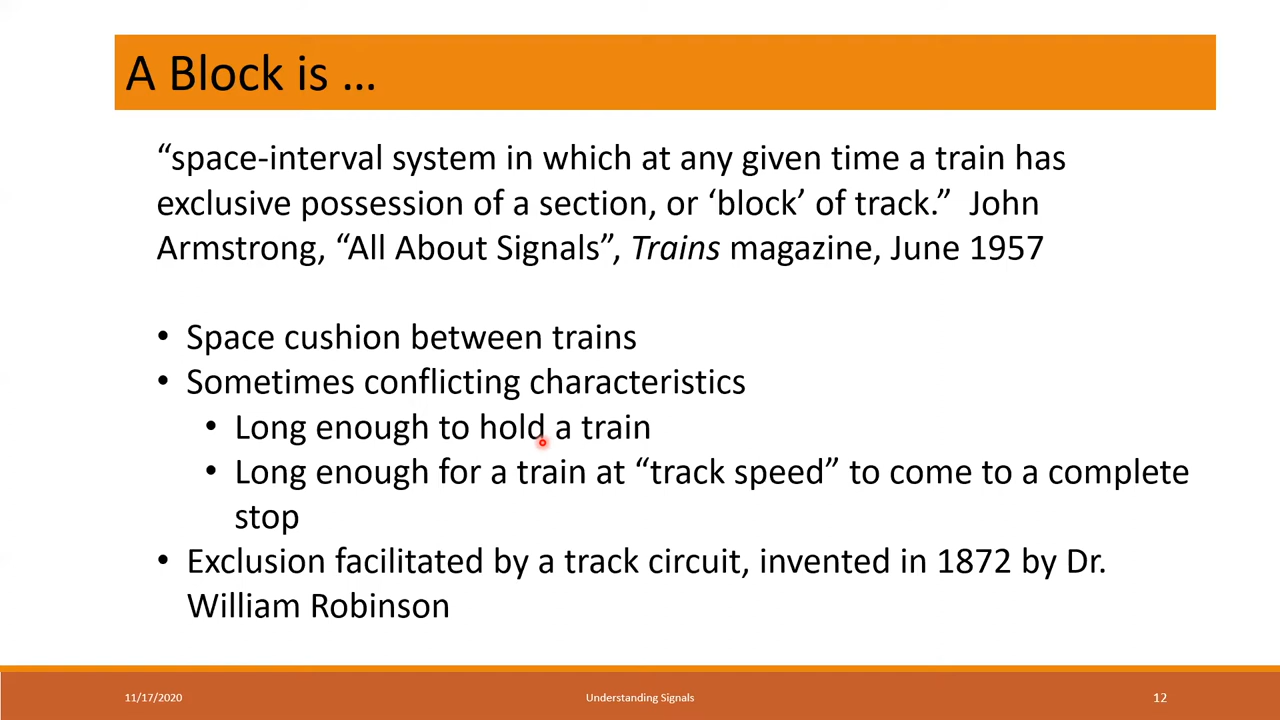 A Block is …
“space-interval system in which at any given time a train has
exclusive possession of a section, or ‘block’ of track.”  John
Armstrong, “All About Signals”, Trains magazine, June 1957
• Space cushion between trains
• Sometimes conflicting characteristics
• Long enough to hold a train
• Long enough for a train at “track speed” to come to a complete
stop
• Exclusion facilitated by a track circuit, invented in 1872 by Dr.
William Robinson
11/17/2020
Understanding Signals
12